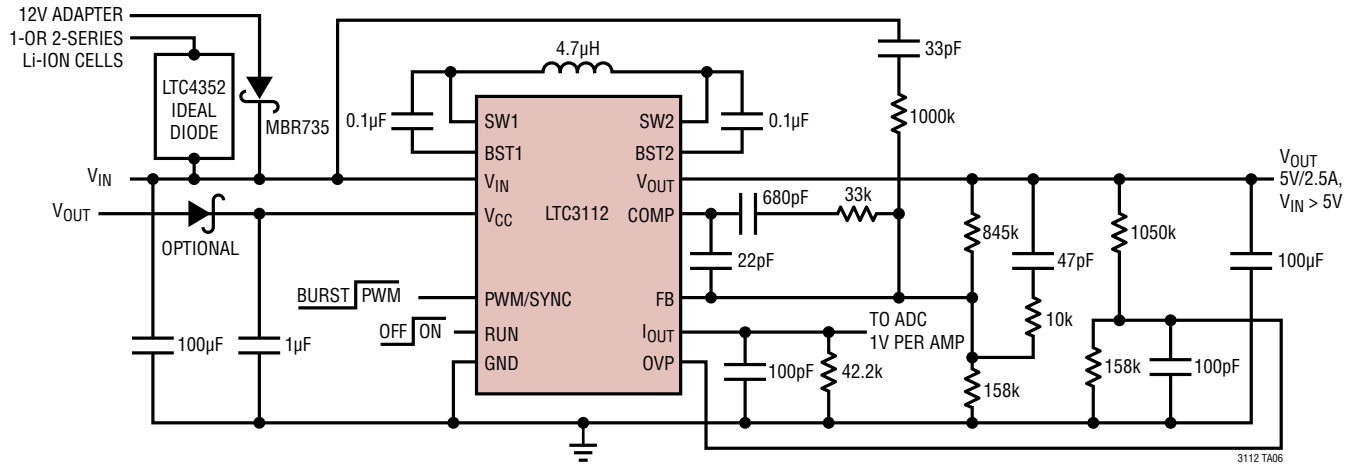 12V ADAPTER
1-OR 2-SERIES
Li-ION CELLS
LTC4352
IDEAL
DIODE
MBR735
4.7µH
33pF
1000k
0.1µF
0.1µF
SW1
SW2
BST1
BST2
VIN
VIN
VOUT
VOUT
5V/2.5A,
VIN > 5V
VOUT
VCC
LTC3112
COMP
680pF
33k
OPTIONAL
22pF
845k
47pF
1050k
100µF
BURST PWM
PWM/SYNC
FB
10k
OFF ON
RUN
IOUT
TO ADC
1V PER AMP
100µF
1µF
GND
OVP
100pF
42.2k
158k
158k
100pF
3112 TA06